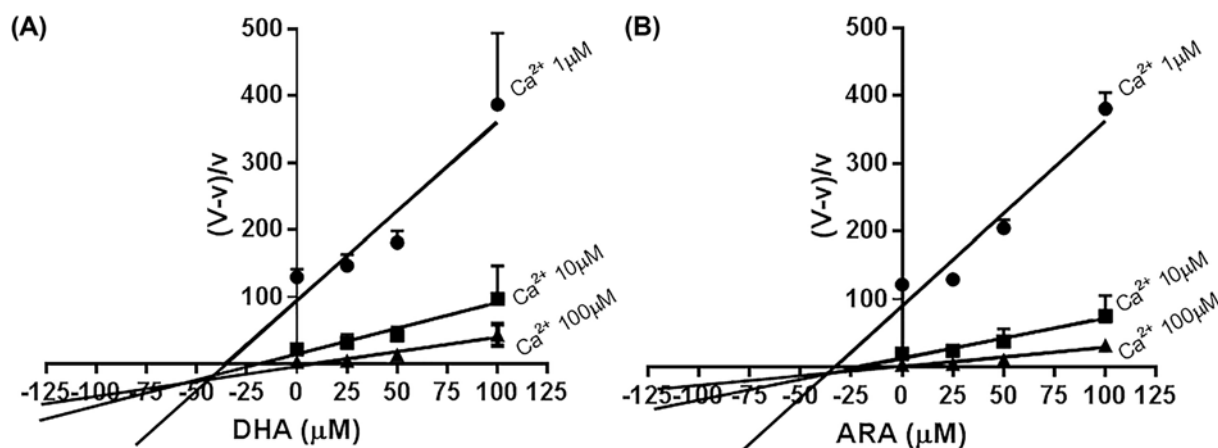 (A)
500
400
300
200
100
(V-v)/v
Ca²⁺ 1μM
Ca²⁺ 10μM
Ca²⁺ 100μM
-125 -100 -75 -50 -25 0 25 50 75 100 125
DHA (μM)
(B)
500
400
300
200
100
(V-v)/v
Ca²⁺ 1μM
Ca²⁺ 10μM
Ca²⁺ 100μM
-125 -100 -75 -50 -25 0 25 50 75 100 125
ARA (μM)